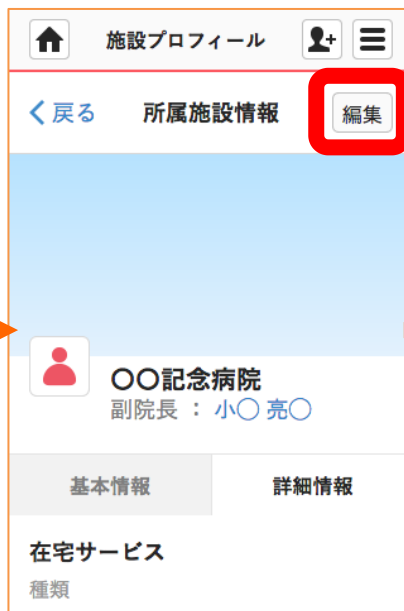 施設プロフィール
戻る 所属施設情報 編集
〇〇記念病院
副院長 ： 小〇 亮〇
基本情報 詳細情報
在宅サービス
種類